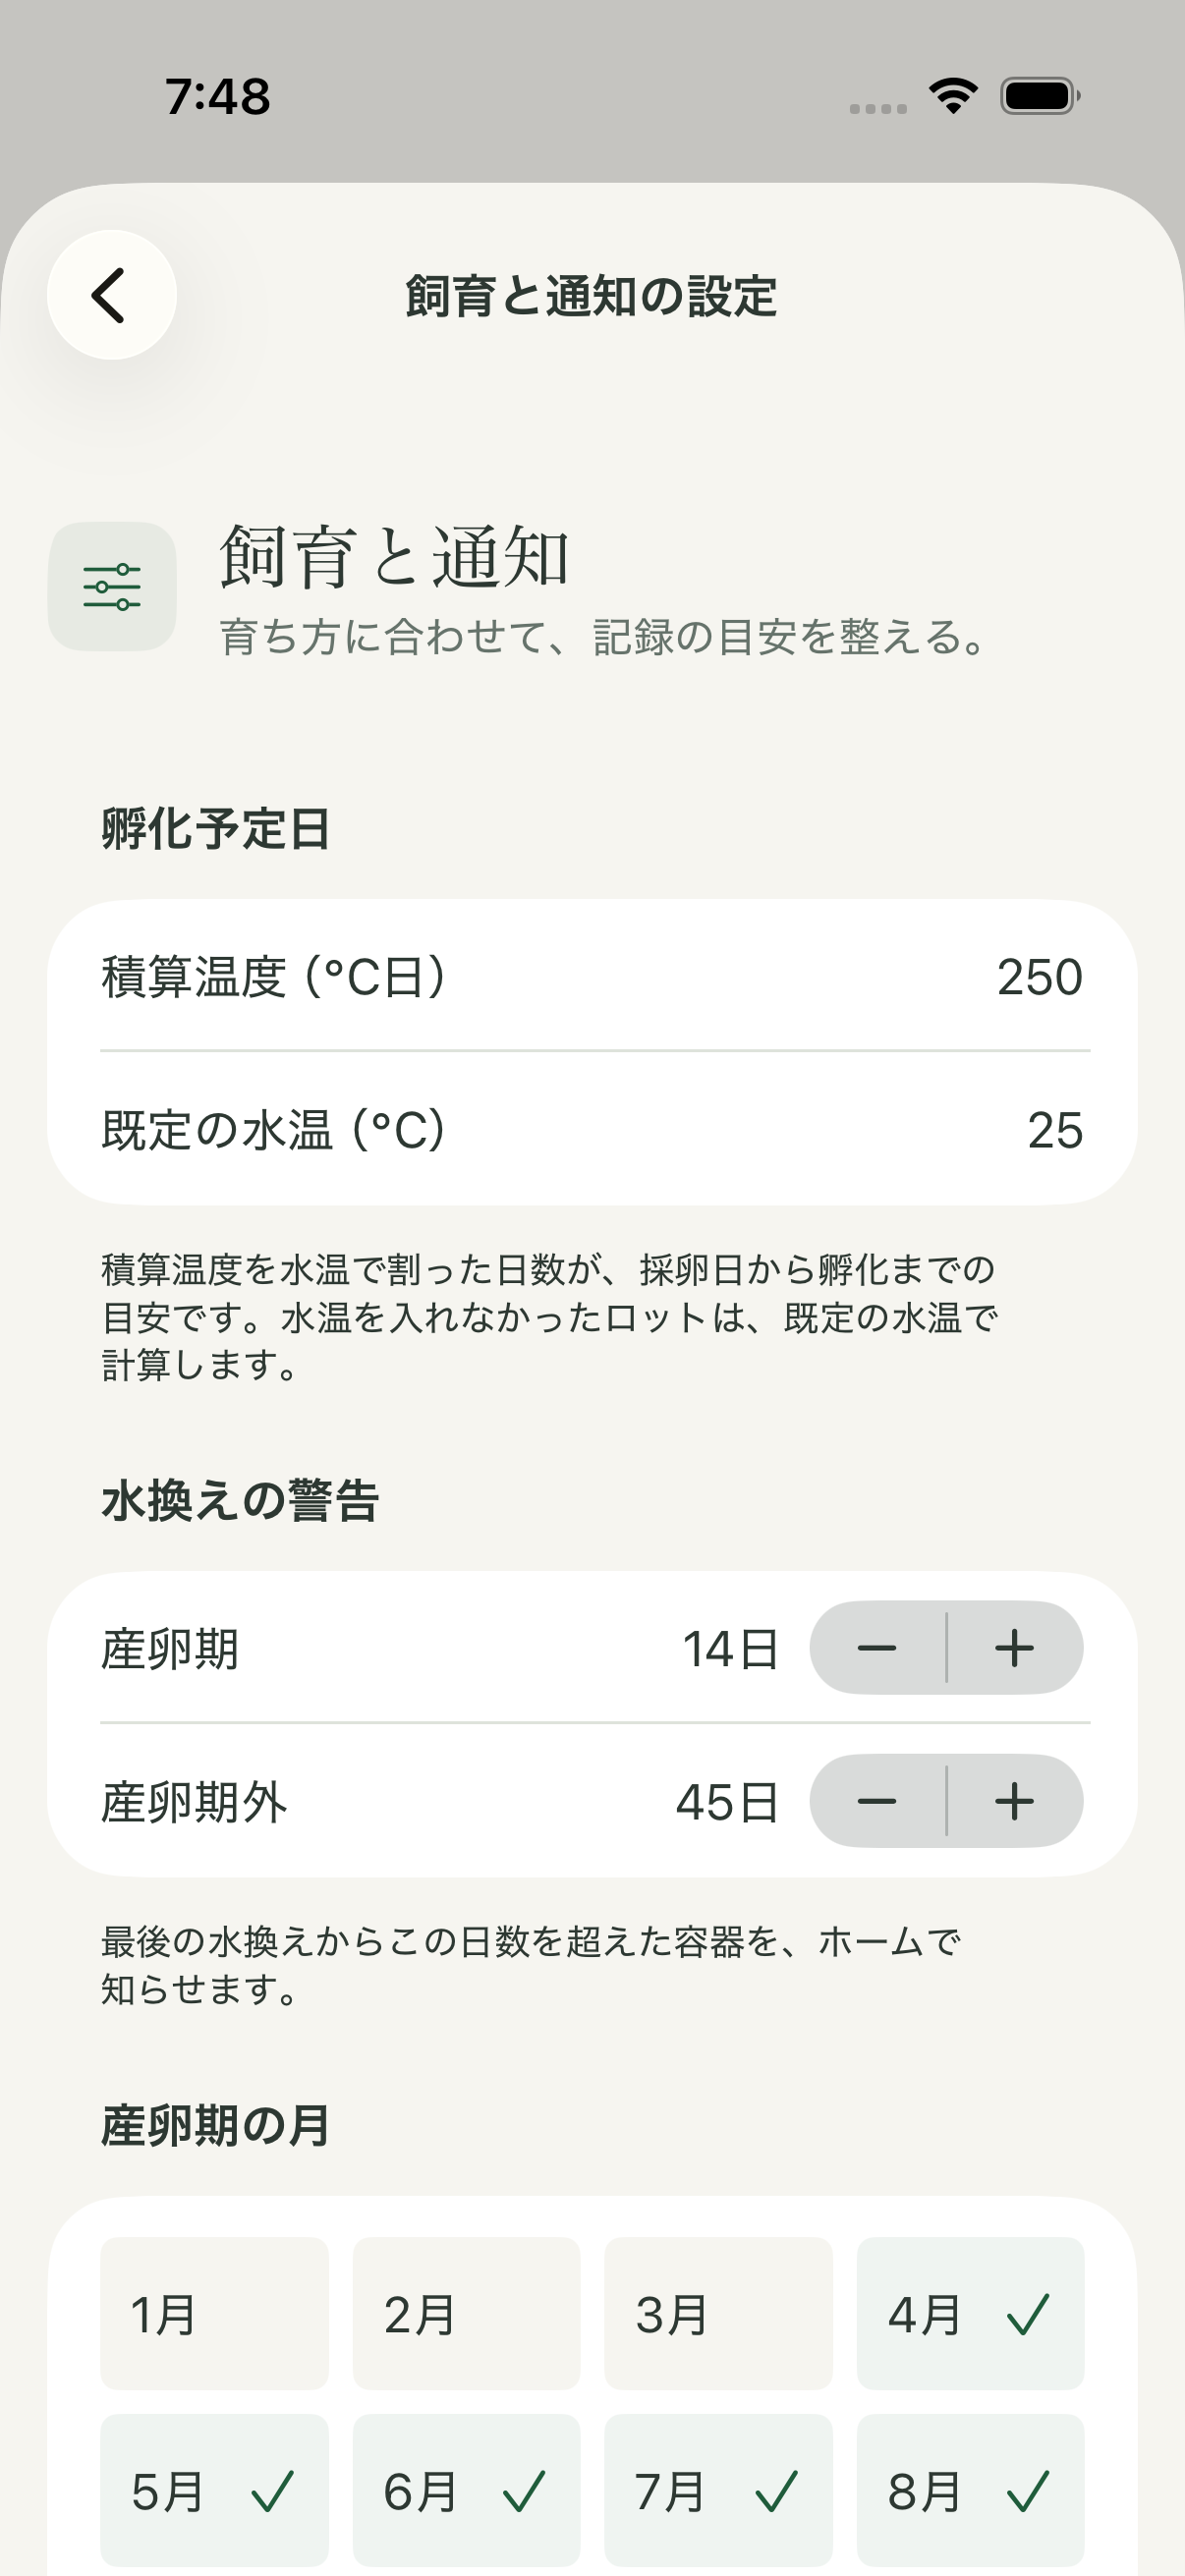 7:48
飼育と通知の設定
飼育と通知
育ち方に合わせて、記録の目安を整える。
孵化予定日
積算温度（°C日） 250
既定の水温（°C） 25
積算温度を水温で割った日数が、採卵日から孵化までの
目安です。水温を入れなかったロットは、既定の水温で
計算します。
水換えの警告
産卵期 14日
産卵期外 45日
最後の水換えからこの日数を超えた容器を、ホームで
知らせます。
産卵期の月
1月 2月 3月 4月
5月 6月 7月 8月